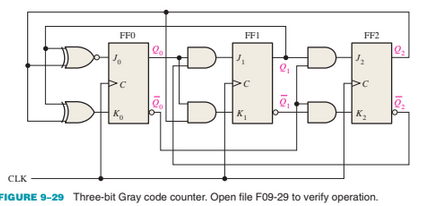 FF0 FF1 FF2
J0 Q0 J1 Q1 J2 Q2
C C C
K0 Q̅0 K1 Q̅1 K2 Q̅2
CLK
FIGURE 9–29 Three-bit Gray code counter. Open file F09-29 to verify operation.